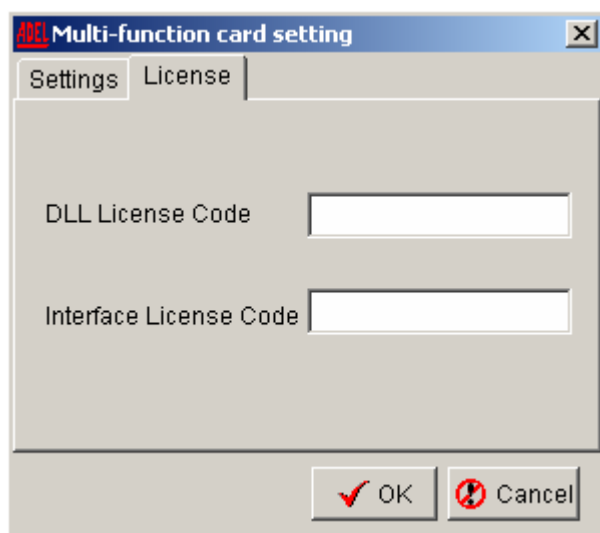 ADEL Multi-function card setting
Settings License
DLL License Code
Interface License Code
OK Cancel